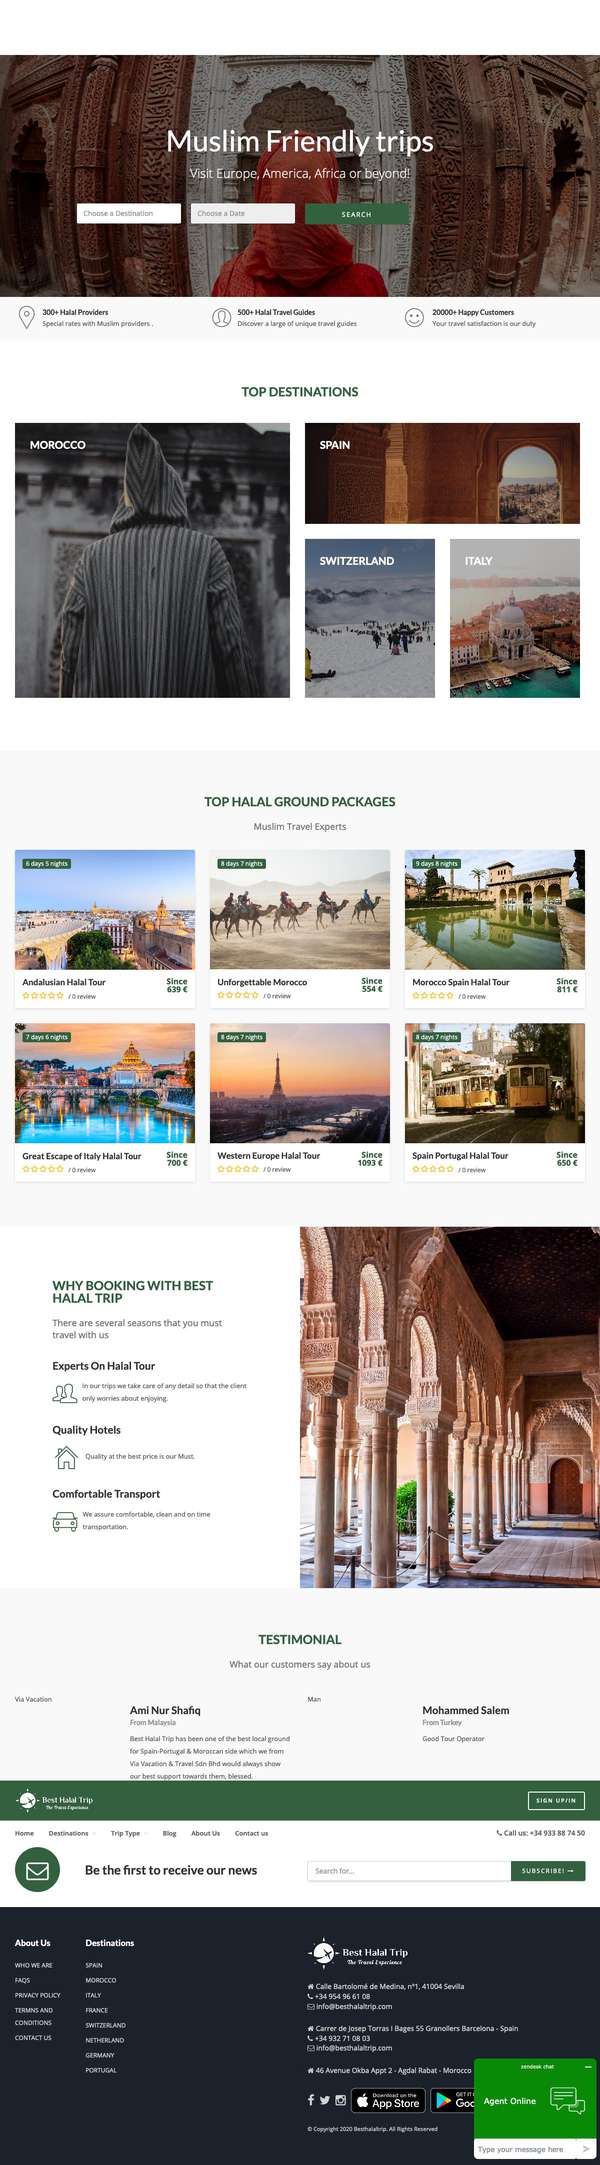 Muslim Friendly trips
Visit Europe, America, Africa or beyond!
Choose a Destination
Choose a Date
SEARCH
300+ Halal Providers
Special rates with Muslim providers .
500+ Halal Travel Guides
Discover a large of unique travel guides
20000+ Happy Customers
Your travel satisfaction is our duty
TOP DESTINATIONS
MOROCCO
SPAIN
SWITZERLAND
ITALY
TOP HALAL GROUND PACKAGES
Muslim Travel Experts
6 days 5 nights
Andalusian Halal Tour
Since
639 €
/ 0 review
8 days 7 nights
Unforgettable Morocco
Since
554 €
/ 0 review
9 days 8 nights
Morocco Spain Halal Tour
Since
811 €
/ 0 review
7 days 6 nights
Great Escape of Italy Halal Tour
Since
700 €
/ 0 review
8 days 7 nights
Western Europe Halal Tour
Since
1093 €
/ 0 review
8 days 7 nights
Spain Portugal Halal Tour
Since
650 €
/ 0 review
WHY BOOKING WITH BEST
HALAL TRIP
There are several seasons that you must
travel with us
Experts On Halal Tour
In our trips we take care of any detail so that the client
only worries about enjoying.
Quality Hotels
Quality at the best price is our Must.
Comfortable Transport
We assure comfortable, clean and on time
transportation.
TESTIMONIAL
What our customers say about us
Via Vacation
Ami Nur Shafiq
From Malaysia
Best Halal Trip has been one of the best local ground
for Spain-Portugal & Moroccan side which we from
Via Vacation & Travel Sdn Bhd would always show
our best support towards them, blessed.
Man
Mohammed Salem
From Turkey
Good Tour Operator
Best Halal Trip
The Travel Experience
SIGN UP/IN
Home
Destinations
Trip Type
Blog
About Us
Contact us
Call us: +34 933 88 74 50
Be the first to receive our news
Search for...
SUBSCRIBE!
About Us
WHO WE ARE
FAQS
PRIVACY POLICY
TERMNS AND
CONDITIONS
CONTACT US
Destinations
SPAIN
MOROCCO
ITALY
FRANCE
SWITZERLAND
NETHERLAND
GERMANY
PORTUGAL
Best Halal Trip
The Travel Experience
Calle Bartolomé de Medina, nº1, 41004 Sevilla
+34 954 96 61 08
info@besthalaltrip.com
Carrer de Josep Torras I Bages 55 Granollers Barcelona - Spain
+34 932 71 08 03
info@besthalaltrip.com
46 Avenue Okba Appt 2 - Agdal Rabat - Morocco
Download on the
App Store
GET IT
Goo
© Copyright 2020 Besthalaltrip. All Rights Reserved
zendesk chat
Agent Online
Type your message here